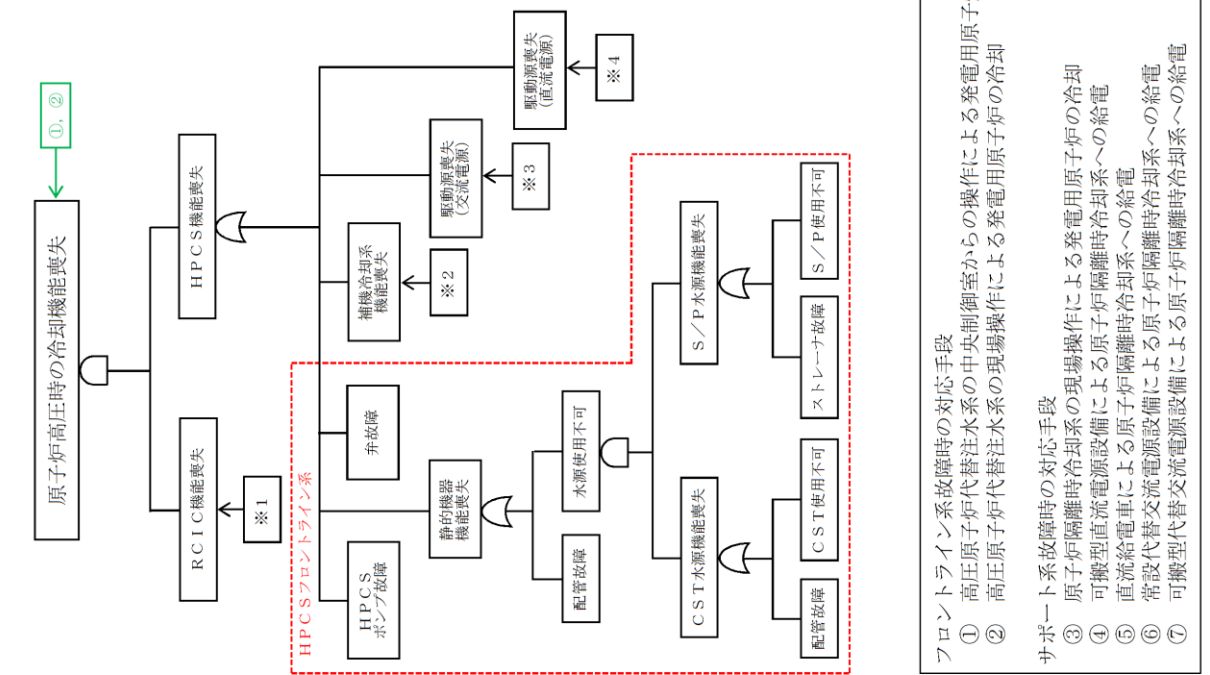 原子炉高圧時の冷却機能喪失
①, ②
RCIC機能喪失
※1
HPCS機能喪失
HPCSフロントライン系
HPCS
ポンプ故障
静的機器
機能喪失
弁故障
補機冷却系
機能喪失
※2
駆動源喪失
(交流電源)
※3
駆動源喪失
(直流電源)
※4
配管故障
水源使用不可
CST水源機能喪失
S/P水源機能喪失
配管故障
CST使用不可
ストレーナ故障
S/P使用不可
フロントライン系故障時の対応手段
① 高圧原子炉代替注水系の中央制御室からの操作による発電用原子
② 高圧原子炉代替注水系の現場操作による発電用原子炉の冷却
サポート系故障時の対応手段
③ 原子炉隔離時冷却系の現場操作による発電用原子炉の冷却
④ 可搬型直流電源設備による原子炉隔離時冷却系への給電
⑤ 直流給電車による原子炉隔離時冷却系への給電
⑥ 常設代替交流電源設備による原子炉隔離時冷却系への給電
⑦ 可搬型代替交流電源設備による原子炉隔離時冷却系への給電